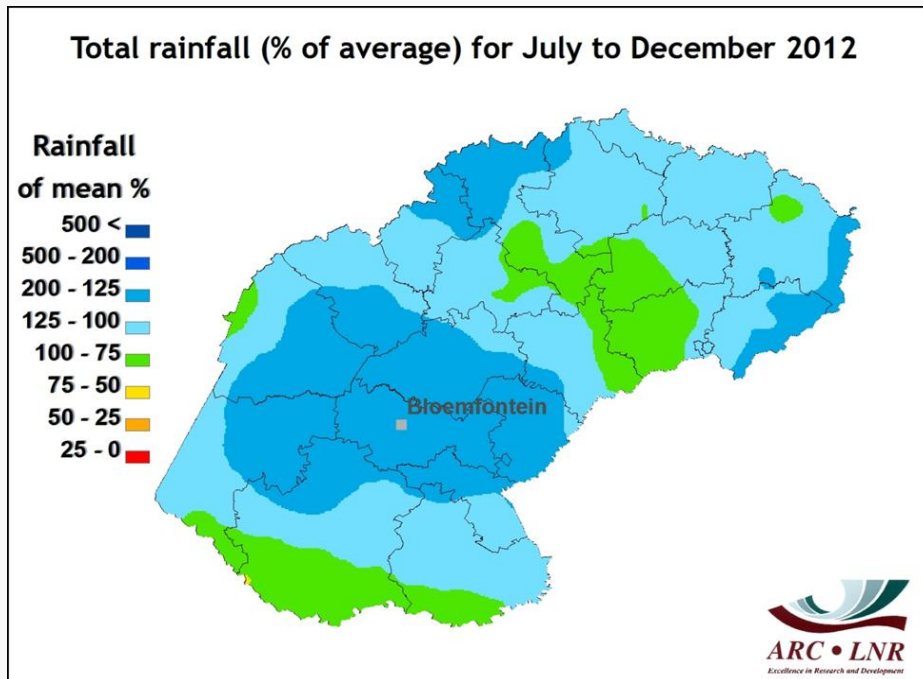 Total rainfall (% of average) for July to December 2012
Rainfall
of mean %
500 <
500 - 200
200 - 125
125 - 100
100 - 75
75 - 50
50 - 25
25 - 0
Bloemfontein
ARC • LNR
Excellence in Research and Development